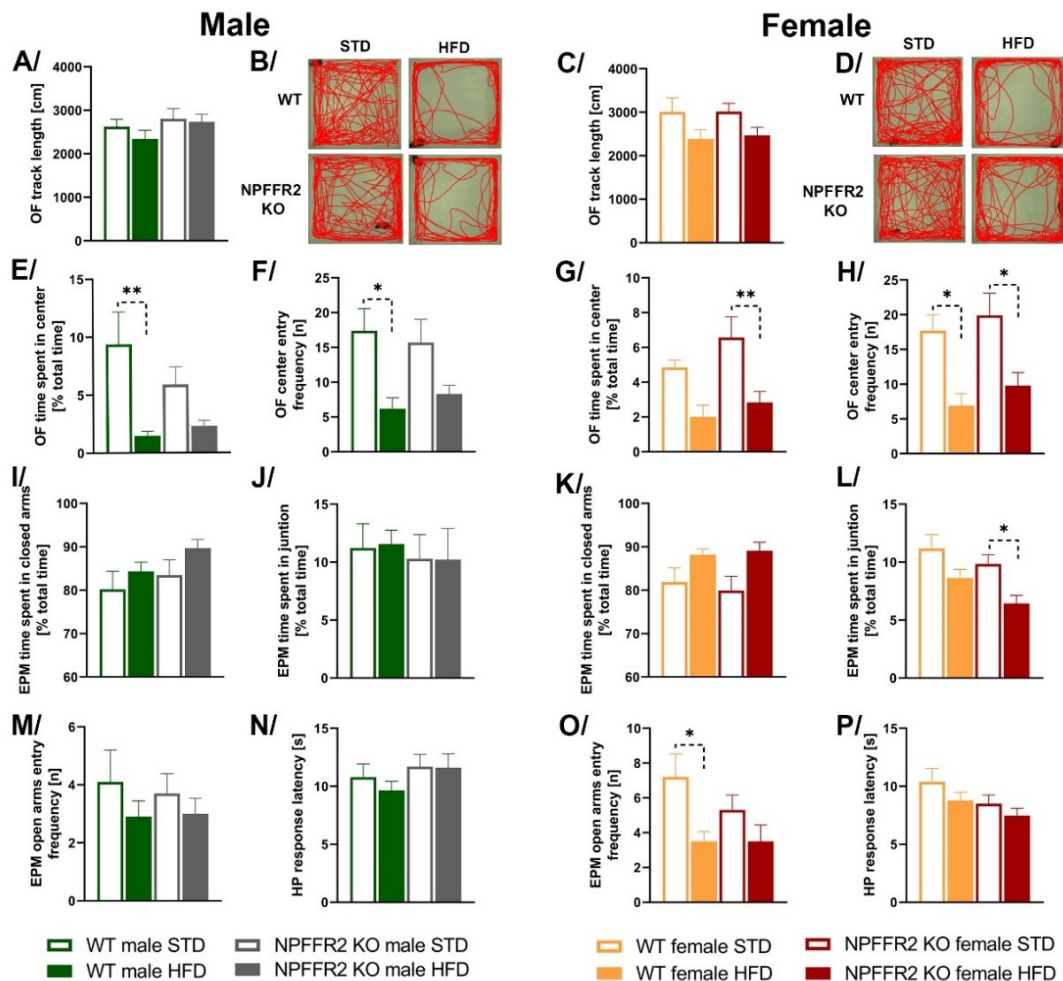 Male
Female
A/
OF track length [cm]
4000
3000
2000
1000
0
B/
STD
HFD
WT
NPFFR2
KO
C/
OF track length [cm]
4000
3000
2000
1000
0
D/
STD
HFD
WT
NPFFR2
KO
E/
OF time spent in center
[% total time]
15
10
5
0
**
F/
OF center entry
frequency [n]
25
20
15
10
5
0
*
G/
OF time spent in center
[% total time]
8
6
4
2
0
**
H/
OF center entry
frequency [n]
25
20
15
10
5
0
*
*
I/
EPM time spent in closed arms
[% total time]
100
90
80
70
60
J/
EPM time spent in juntion
[% total time]
15
10
5
0
K/
EPM time spent in closed arms
[% total time]
100
90
80
70
60
L/
EPM time spent in juntion
[% total time]
15
10
5
0
*
M/
EPM open arms entry
frequency [n]
6
4
2
0
N/
HP response latency [s]
15
10
5
0
O/
EPM open arms entry
frequency [n]
10
8
6
4
2
0
*
P/
HP response latency [s]
15
10
5
0
WT male STD
NPFFR2 KO male STD
WT male HFD
NPFFR2 KO male HFD
WT female STD
NPFFR2 KO female STD
WT female HFD
NPFFR2 KO female HFD